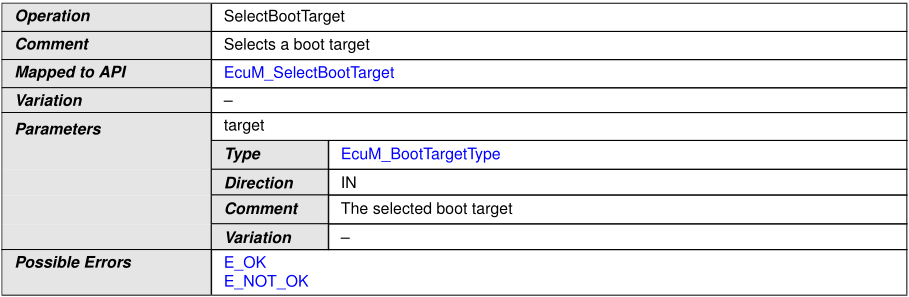 Operation SelectBootTarget
Comment Selects a boot target
Mapped to API EcuM_SelectBootTarget
Variation –
Parameters target
Type EcuM_BootTargetType
Direction IN
Comment The selected boot target
Variation –
Possible Errors E_OK
E_NOT_OK